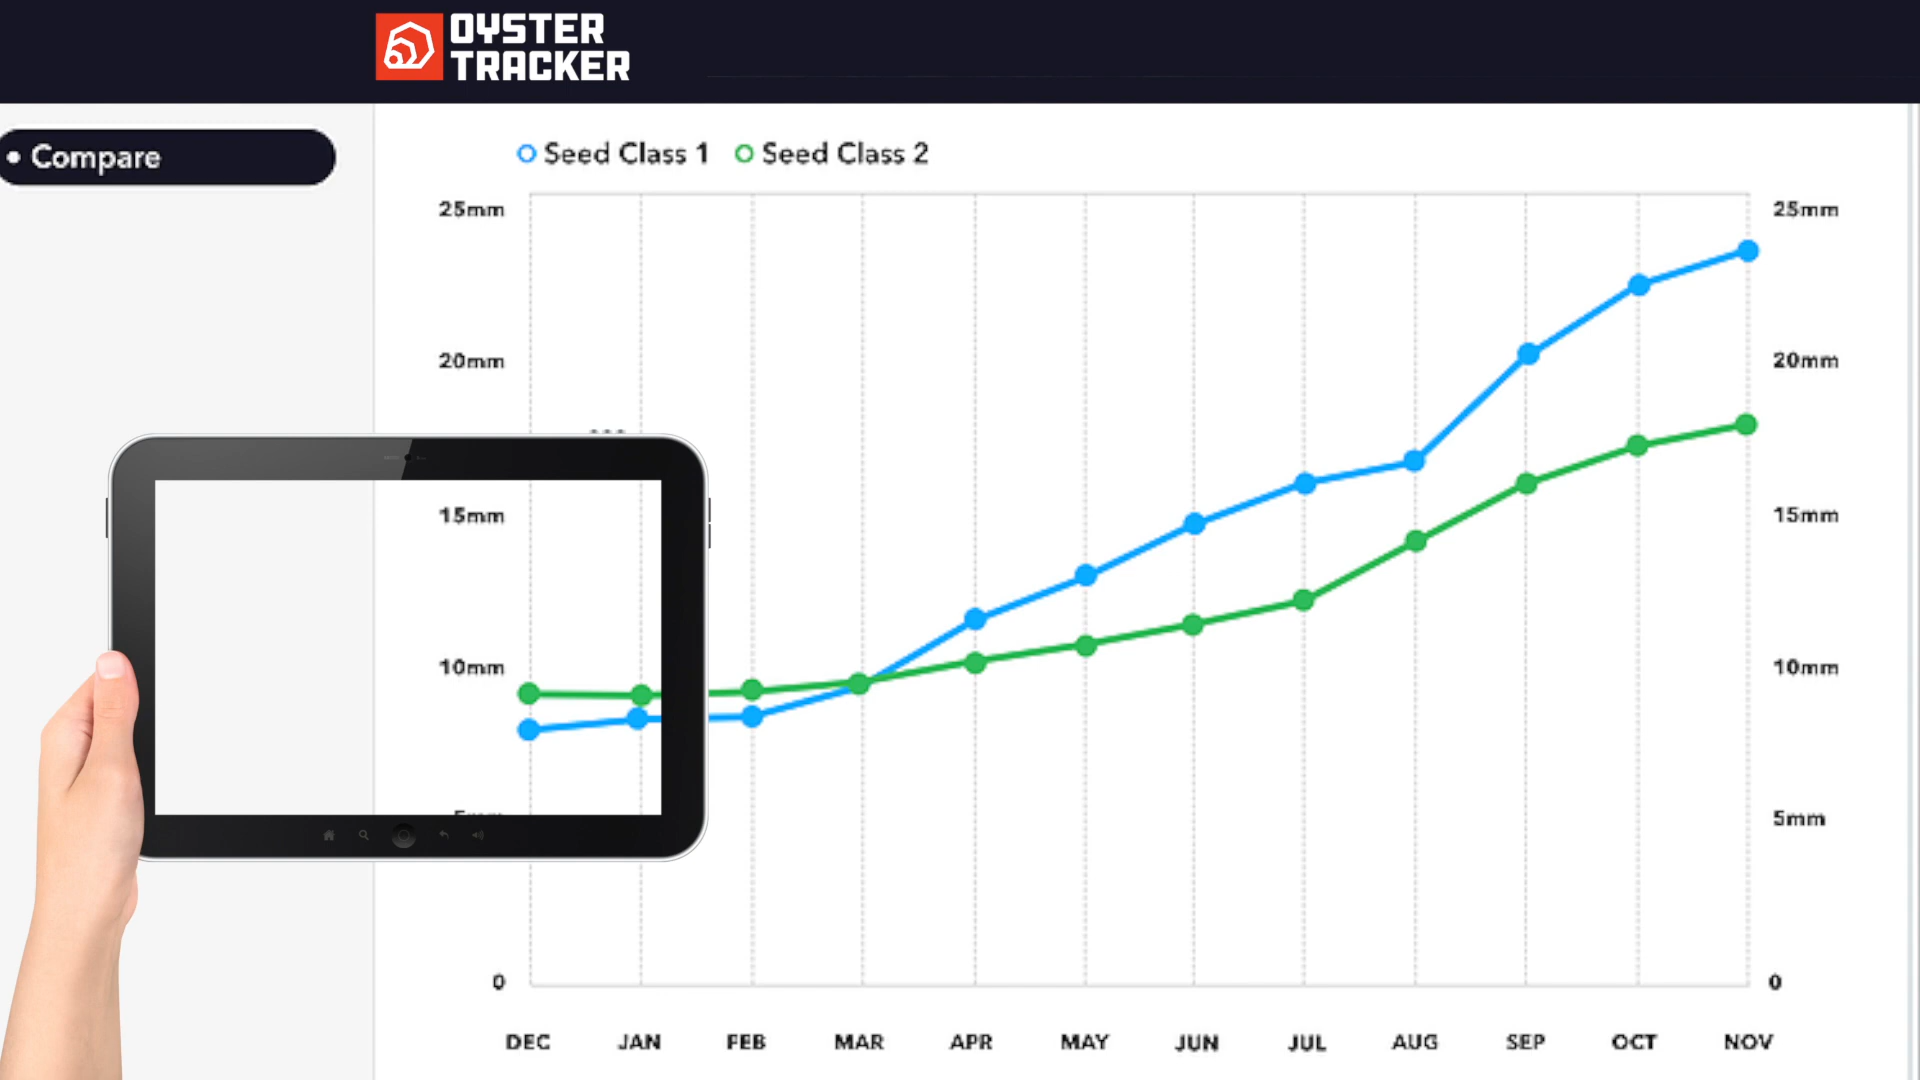 OYSTER
TRACKER
Compare
Seed Class 1 Seed Class 2
25mm 25mm
20mm 20mm
15mm 15mm
10mm 10mm
5mm
0 0
DEC JAN FEB MAR APR MAY JUN JUL AUG SEP OCT NOV